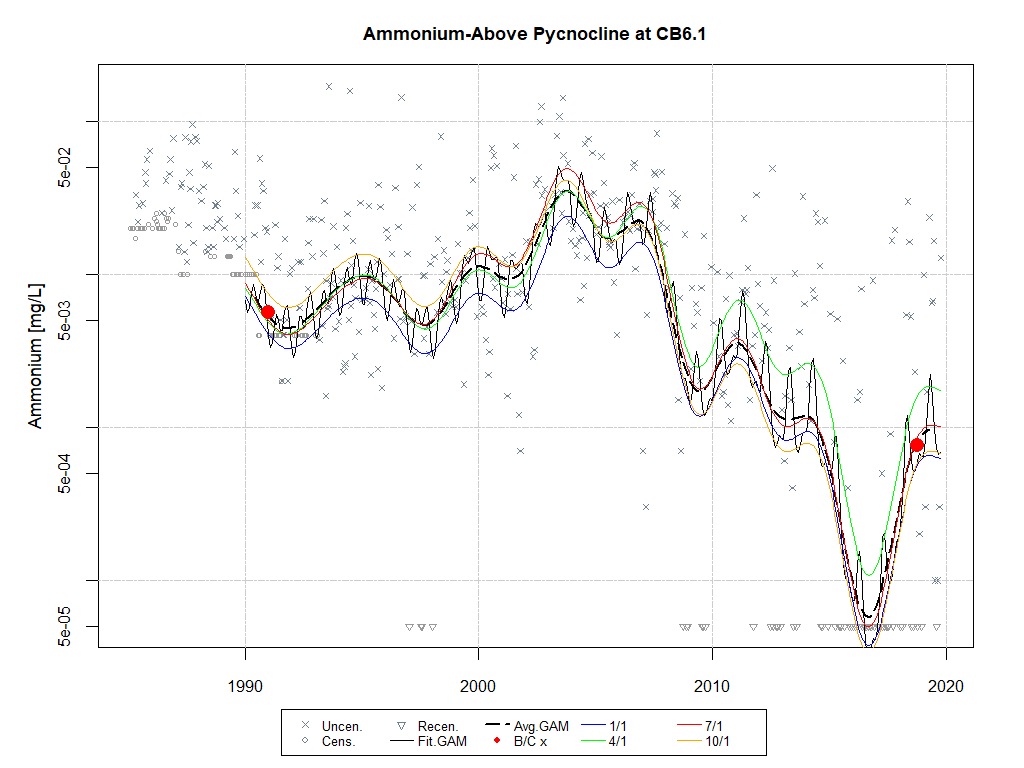 Ammonium-Above Pycnocline at CB6.1
Ammonium [mg/L]
5e-02
5e-03
5e-04
5e-05
1990 2000 2010 2020
Uncen. Recen. Avg.GAM 1/1 7/1
Cens. Fit.GAM B/C x 4/1 10/1